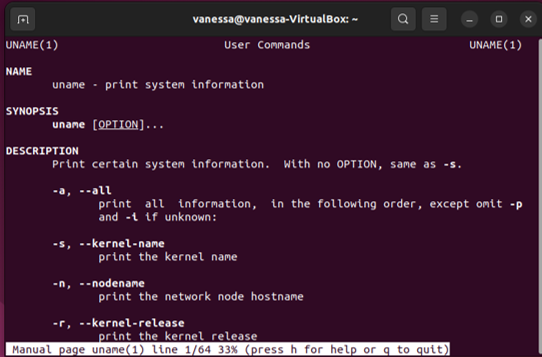 vanessa@vanessa-VirtualBox: ~
UNAME(1) User Commands UNAME(1)
NAME
uname - print system information
SYNOPSIS
uname [OPTION]...
DESCRIPTION
Print certain system information. With no OPTION, same as -s.
-a, --all
print all information, in the following order, except omit -p
and -i if unknown:
-s, --kernel-name
print the kernel name
-n, --nodename
print the network node hostname
-r, --kernel-release
print the kernel release
Manual page uname(1) line 1/64 33% (press h for help or q to quit)